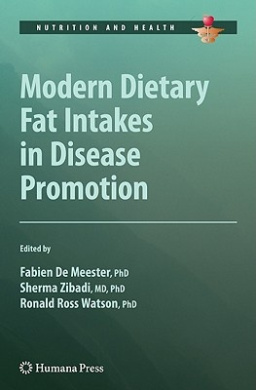 NUTRITION AND HEALTH
Modern Dietary
Fat Intakes
in Disease
Promotion
Edited by
Fabien De Meester, PhD
Sherma Zibadi, MD, PhD
Ronald Ross Watson, PhD
Humana Press